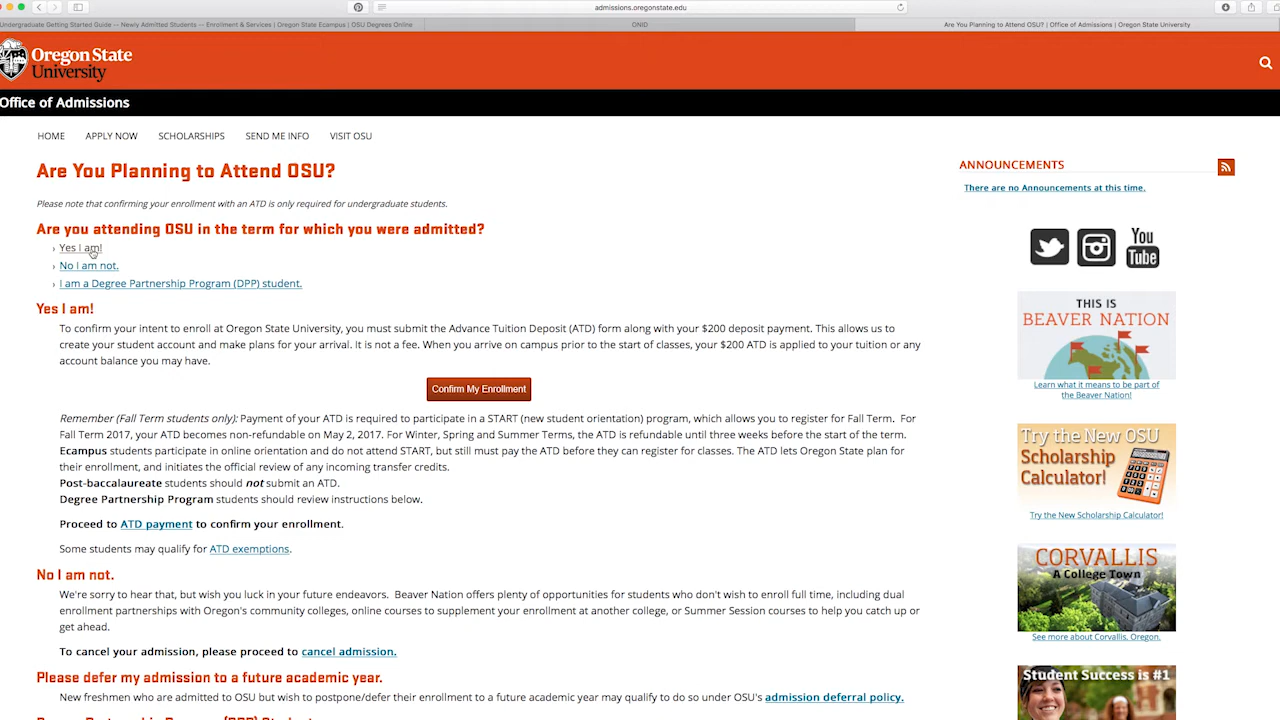 admissions.oregonstate.edu
Undergraduate Getting Started Guide -- Newly Admitted Students -- Enrollment & Services | Oregon State Ecampus | OSU Degrees Online
ONID
Are You Planning to Attend OSU? | Office of Admissions | Oregon State University
Oregon State
University
Office of Admissions
HOME APPLY NOW SCHOLARSHIPS SEND ME INFO VISIT OSU
Are You Planning to Attend OSU?
Please note that confirming your enrollment with an ATD is only required for undergraduate students.
Are you attending OSU in the term for which you were admitted?
› Yes I am!
› No I am not.
› I am a Degree Partnership Program (DPP) student.
Yes I am!
To confirm your intent to enroll at Oregon State University, you must submit the Advance Tuition Deposit (ATD) form along with your $200 deposit payment. This allows us to
create your student account and make plans for your arrival. It is not a fee. When you arrive on campus prior to the start of classes, your $200 ATD is applied to your tuition or any
account balance you may have.
Confirm My Enrollment
Remember (Fall Term students only): Payment of your ATD is required to participate in a START (new student orientation) program, which allows you to register for Fall Term. For
Fall Term 2017, your ATD becomes non-refundable on May 2, 2017. For Winter, Spring and Summer Terms, the ATD is refundable until three weeks before the start of the term.
Ecampus students participate in online orientation and do not attend START, but still must pay the ATD before they can register for classes. The ATD lets Oregon State plan for
their enrollment, and initiates the official review of any incoming transfer credits.
Post-baccalaureate students should not submit an ATD.
Degree Partnership Program students should review instructions below.
Proceed to ATD payment to confirm your enrollment.
Some students may qualify for ATD exemptions.
No I am not.
We're sorry to hear that, but wish you luck in your future endeavors. Beaver Nation offers plenty of opportunities for students who don't wish to enroll full time, including dual
enrollment partnerships with Oregon's community colleges, online courses to supplement your enrollment at another college, or Summer Session courses to help you catch up or
get ahead.
To cancel your admission, please proceed to cancel admission.
Please defer my admission to a future academic year.
New freshmen who are admitted to OSU but wish to postpone/defer their enrollment to a future academic year may qualify to do so under OSU's admission deferral policy.
Degree Partnership Program (DPP) Student
ANNOUNCEMENTS
There are no Announcements at this time.
You
Tube
THIS IS
BEAVER NATION
Learn what it means to be part of
the Beaver Nation!
Try the New OSU
Scholarship
Calculator!
Try the New Scholarship Calculator!
CORVALLIS
A College Town
See more about Corvallis, Oregon.
Student Success is #1